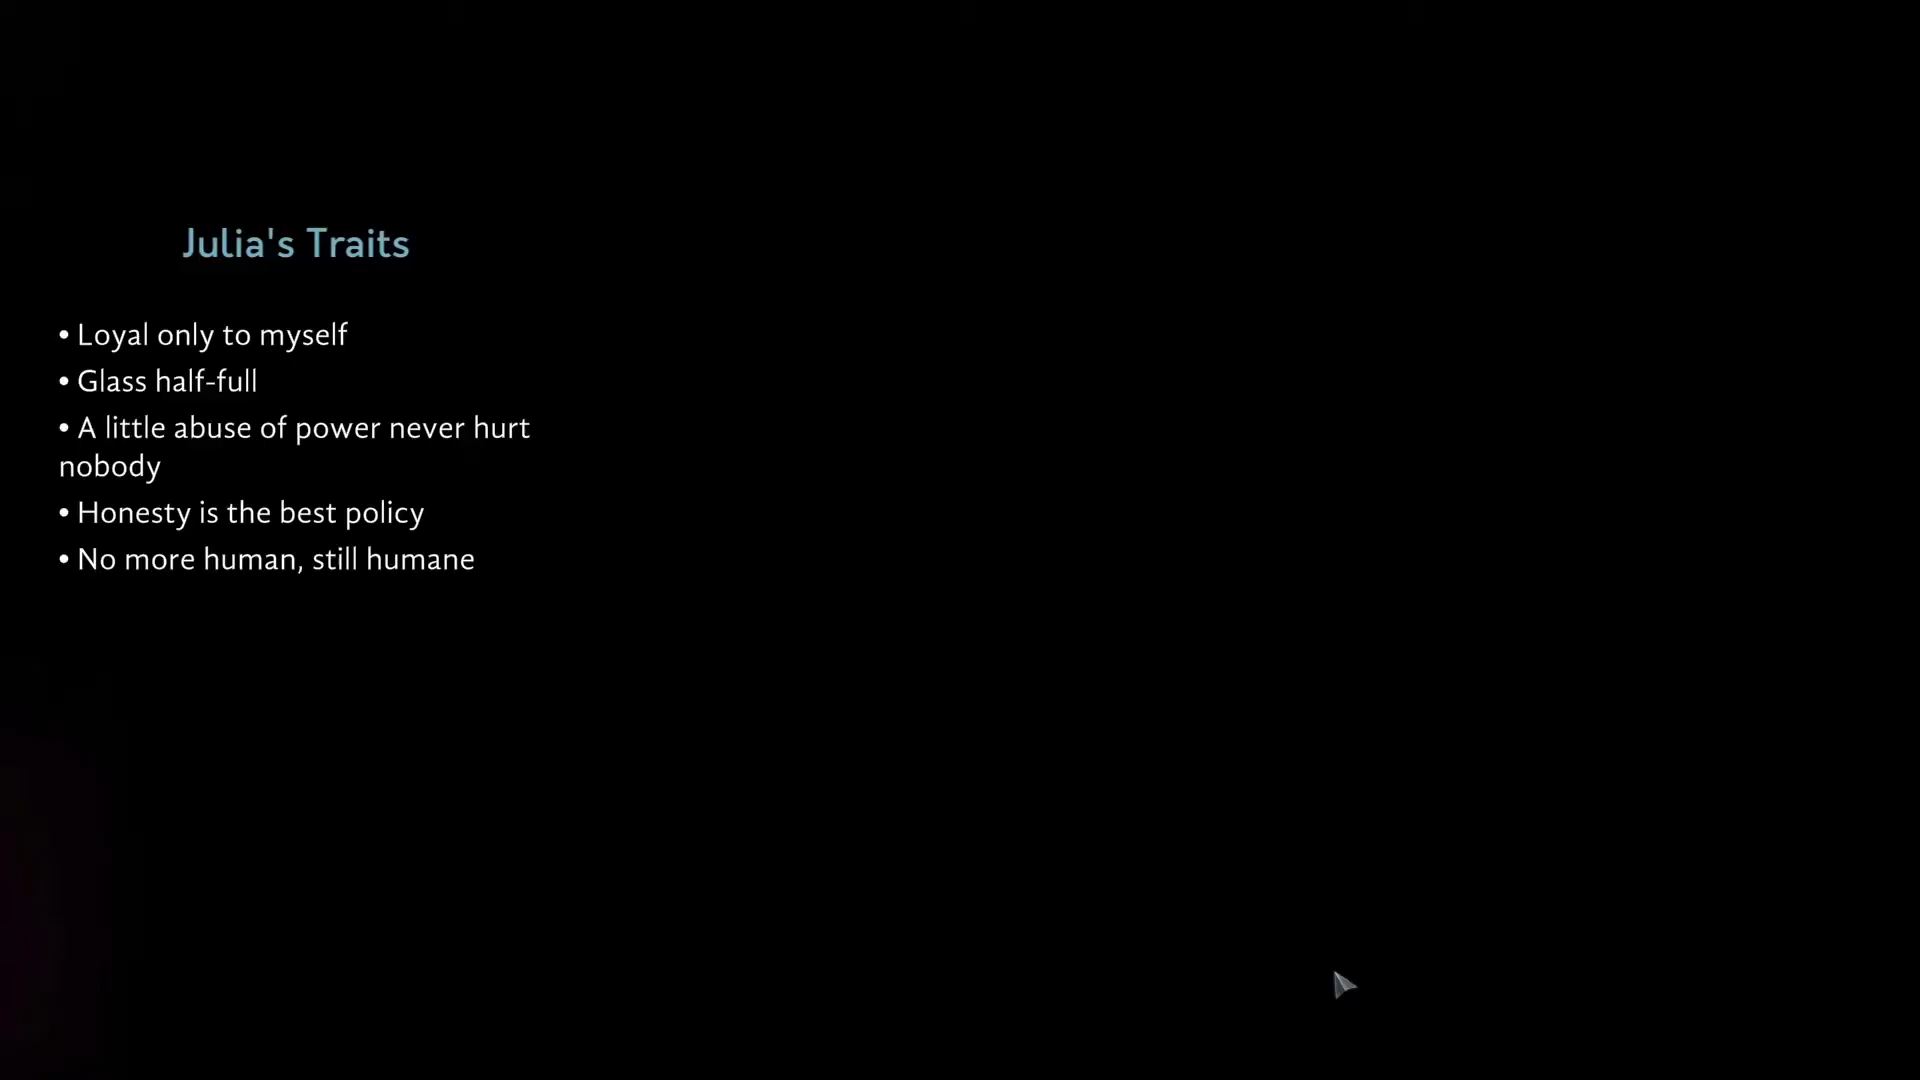 Julia's Traits
• Loyal only to myself
• Glass half-full
• A little abuse of power never hurt
nobody
• Honesty is the best policy
• No more human, still humane